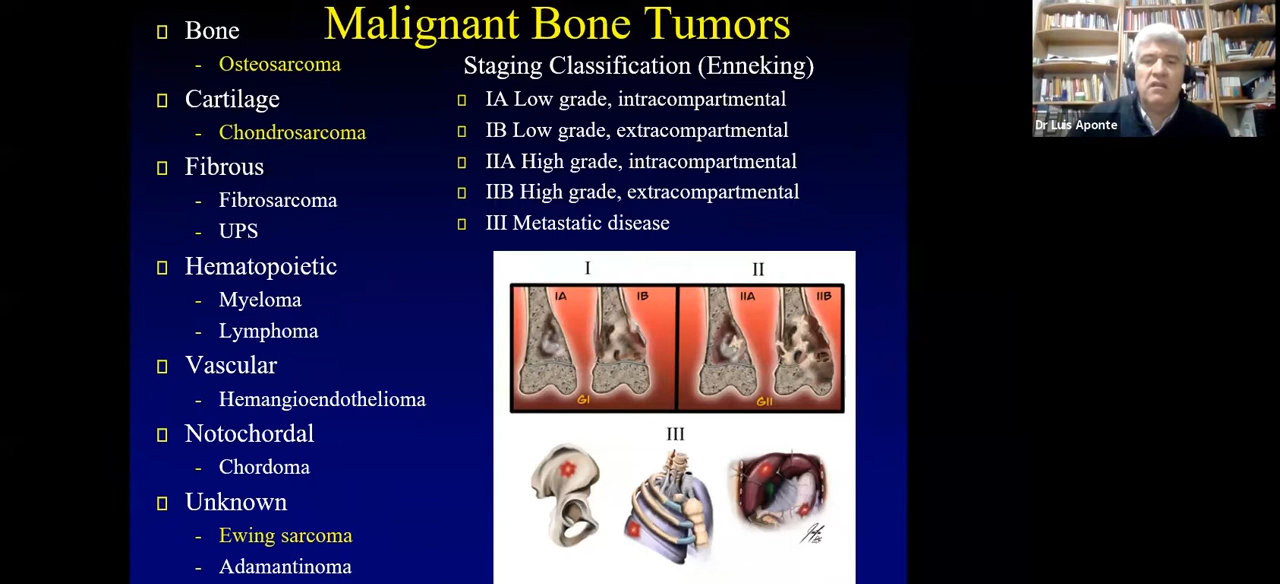 Malignant Bone Tumors
Bone
- Osteosarcoma
Cartilage
- Chondrosarcoma
Fibrous
- Fibrosarcoma
- UPS
Hematopoietic
- Myeloma
- Lymphoma
Vascular
- Hemangioendothelioma
Notochordal
- Chordoma
Unknown
- Ewing sarcoma
- Adamantinoma
Staging Classification (Enneking)
IA Low grade, intracompartmental
IB Low grade, extracompartmental
IIA High grade, intracompartmental
IIB High grade, extracompartmental
III Metastatic disease
I II
IA IB IIA IIB
GI GII
III
Dr Luis Aponte